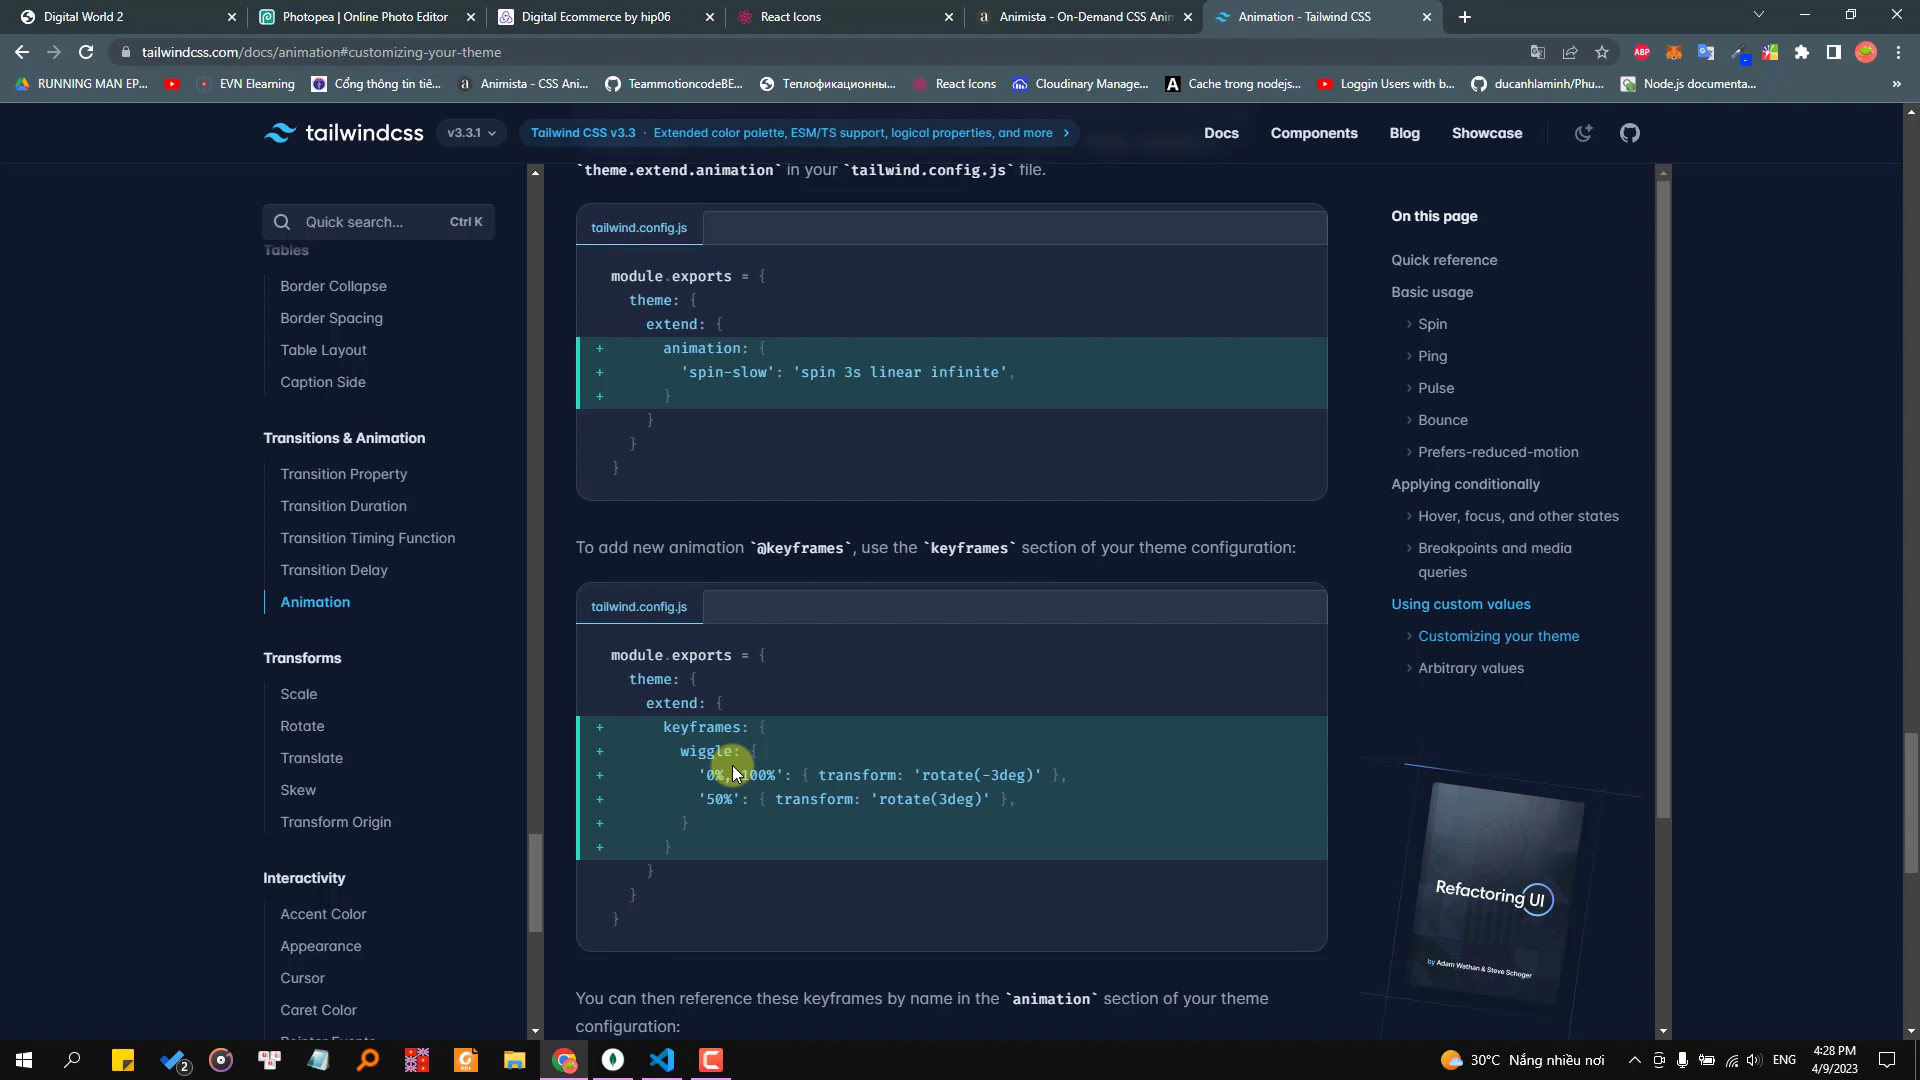 Digital World 2
Photopea | Online Photo Editor
Digital Ecommerce by hip06
React Icons
Animista - On-Demand CSS Anim
Animation - Tailwind CSS
tailwindcss.com/docs/animation#customizing-your-theme
ABP
RUNNING MAN EP...
EVN Elearning
Cổng thông tin tiê...
Animista - CSS Ani...
TeammotioncodeBE...
Теплофикационны...
React Icons
Cloudinary Manage...
Cache trong nodejs...
Loggin Users with b...
ducanhlaminh/Phu...
Node.js documenta...
»
tailwindcss
v3.3.1
Tailwind CSS v3.3 · Extended color palette, ESM/TS support, logical properties, and more
Docs
Components
Blog
Showcase
Quick search...
Ctrl K
Tables
Border Collapse
Border Spacing
Table Layout
Caption Side
Transitions & Animation
Transition Property
Transition Duration
Transition Timing Function
Transition Delay
Animation
Transforms
Scale
Rotate
Translate
Skew
Transform Origin
Interactivity
Accent Color
Appearance
Cursor
Caret Color
Pointer Events
`theme.extend.animation` in your `tailwind.config.js` file.
tailwind.config.js
module.exports = {
theme: {
extend: {
+ animation: {
+ 'spin-slow': 'spin 3s linear infinite',
+ }
}
}
}
To add new animation `@keyframes`, use the `keyframes` section of your theme configuration:
tailwind.config.js
module.exports = {
theme: {
extend: {
+ keyframes: {
+ wiggle: {
+ '0%, 100%': { transform: 'rotate(-3deg)' },
+ '50%': { transform: 'rotate(3deg)' },
+ }
+ }
}
}
}
You can then reference these keyframes by name in the `animation` section of your theme
configuration:
On this page
Quick reference
Basic usage
Spin
Ping
Pulse
Bounce
Prefers-reduced-motion
Applying conditionally
Hover, focus, and other states
Breakpoints and media
queries
Using custom values
Customizing your theme
Arbitrary values
Refactoring UI
by Adam Wathan & Steve Schoger
2
30°C Nắng nhiều nơi
ENG
4:28 PM
4/9/2023